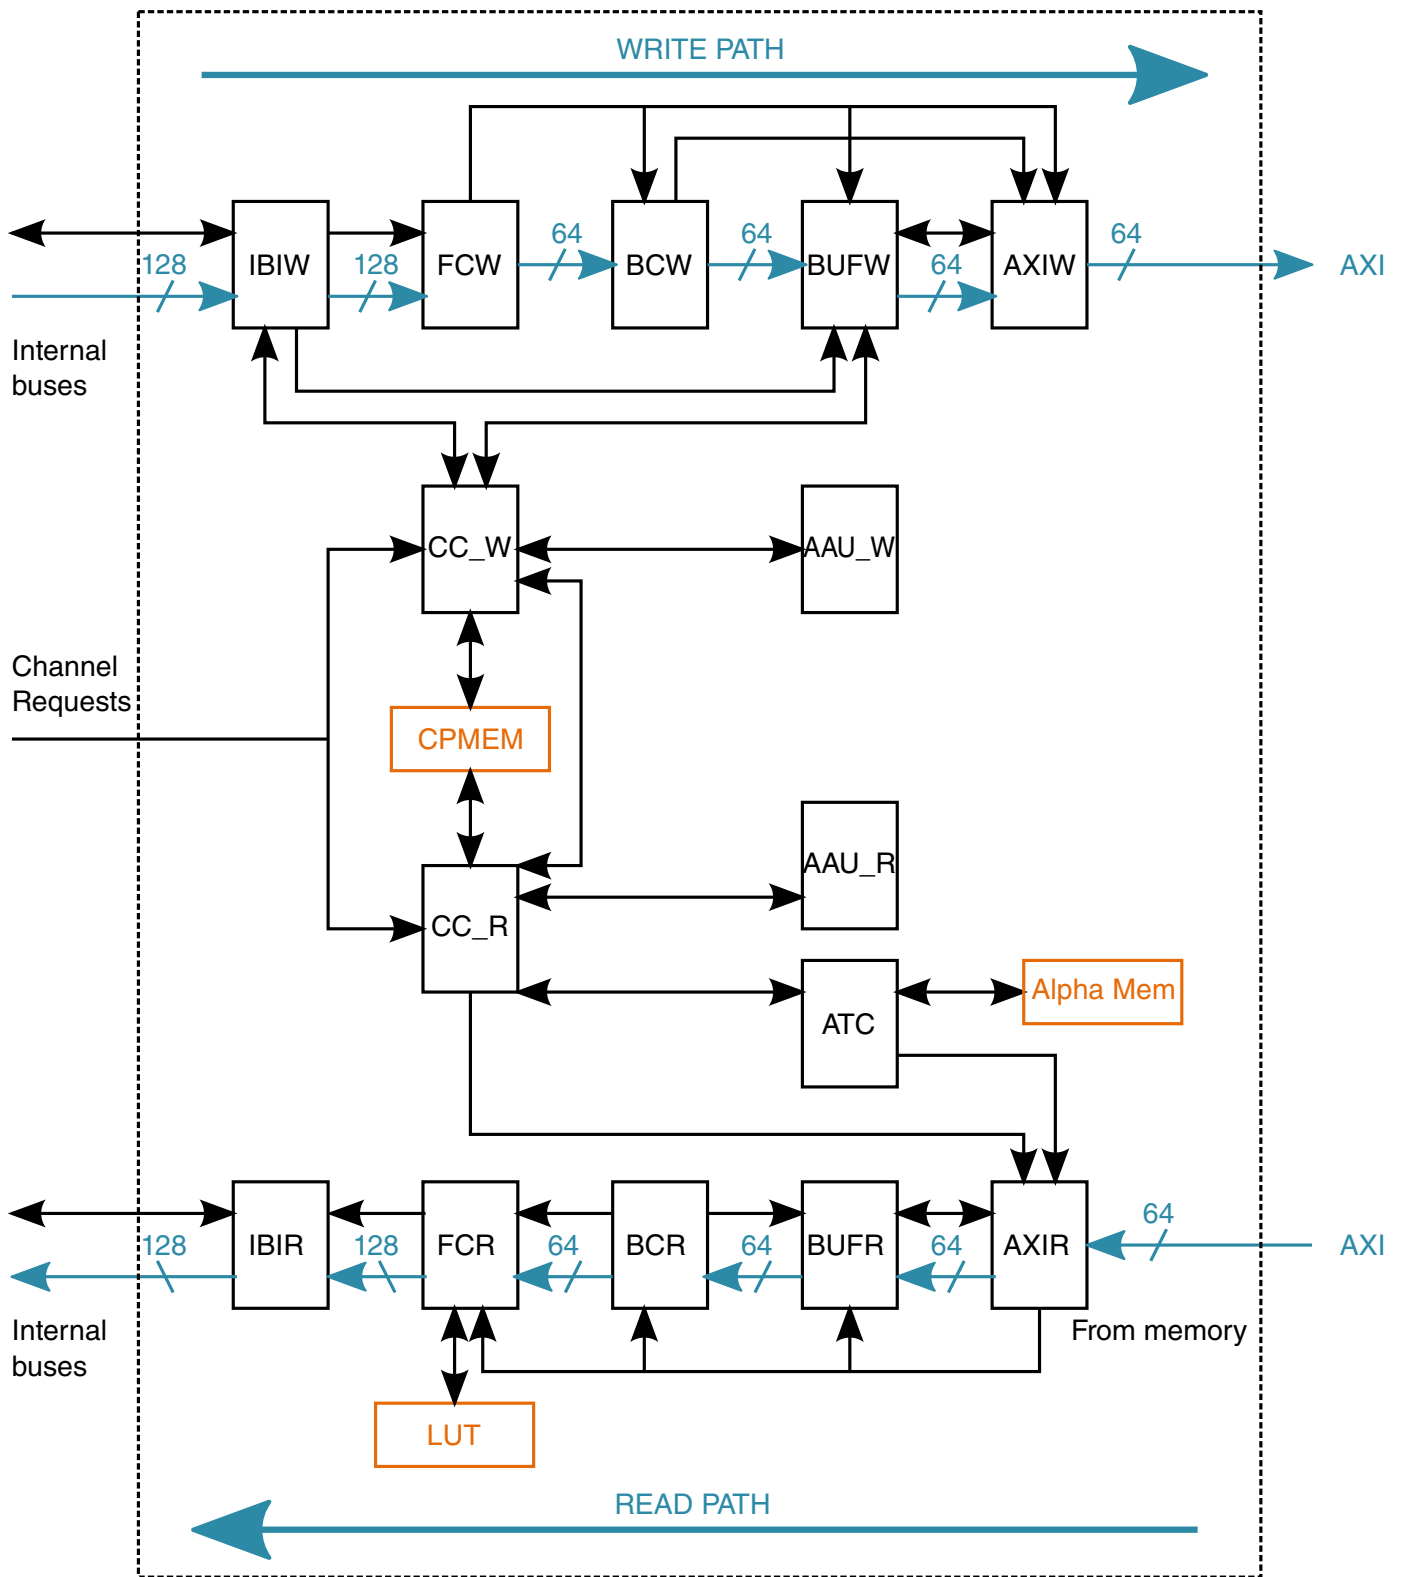 WRITE PATH
64
64
64
128
IBIW
128
FCW
BCW
BUFW
64
AXIW
AXI
Internal
buses
CC_W
AAU_W
Channel
Requests
CPMEM
AAU_R
CC_R
Alpha Mem
ATC
64
128
IBIR
128
FCR
64
BCR
64
BUFR
64
AXIR
AXI
Internal
buses
From memory
LUT
READ PATH